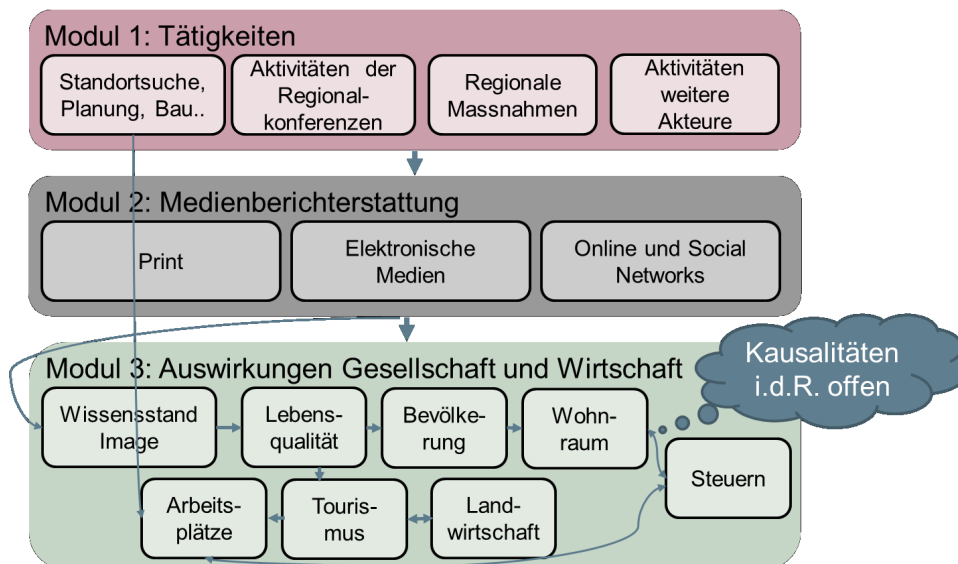 Modul 1: Tätigkeiten
Standortsuche,
Planung, Bau..
Aktivitäten der
Regional-
konferenzen
Regionale
Massnahmen
Aktivitäten
weitere
Akteure
Modul 2: Medienberichterstattung
Print
Elektronische
Medien
Online und Social
Networks
Kausalitäten
i.d.R. offen
Modul 3: Auswirkungen Gesellschaft und Wirtschaft
Wissensstand
Image
Lebens-
qualität
Bevölke-
rung
Wohn-
raum
Steuern
Arbeits-
plätze
Touris-
mus
Land-
wirtschaft